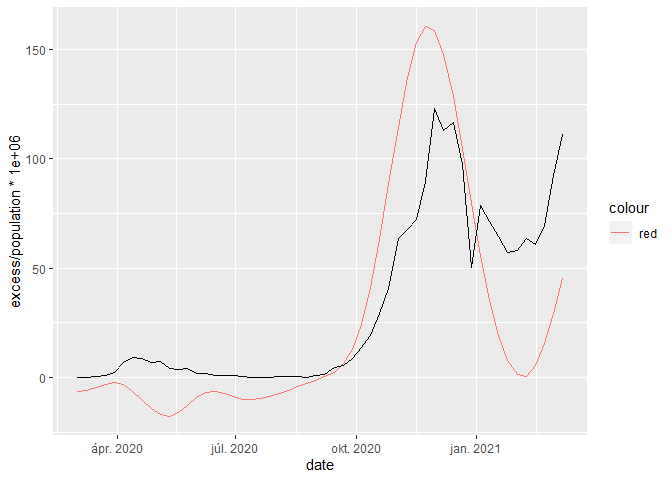 150
100
50
0
excess/population * 1e+06
ápr. 2020
júl. 2020
okt. 2020
jan. 2021
date
colour
red